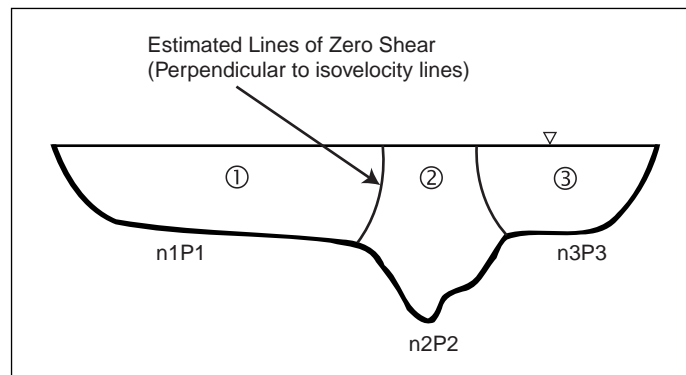 Estimated Lines of Zero Shear
(Perpendicular to isovelocity lines)
① ② ③
n1P1 n3P3
n2P2